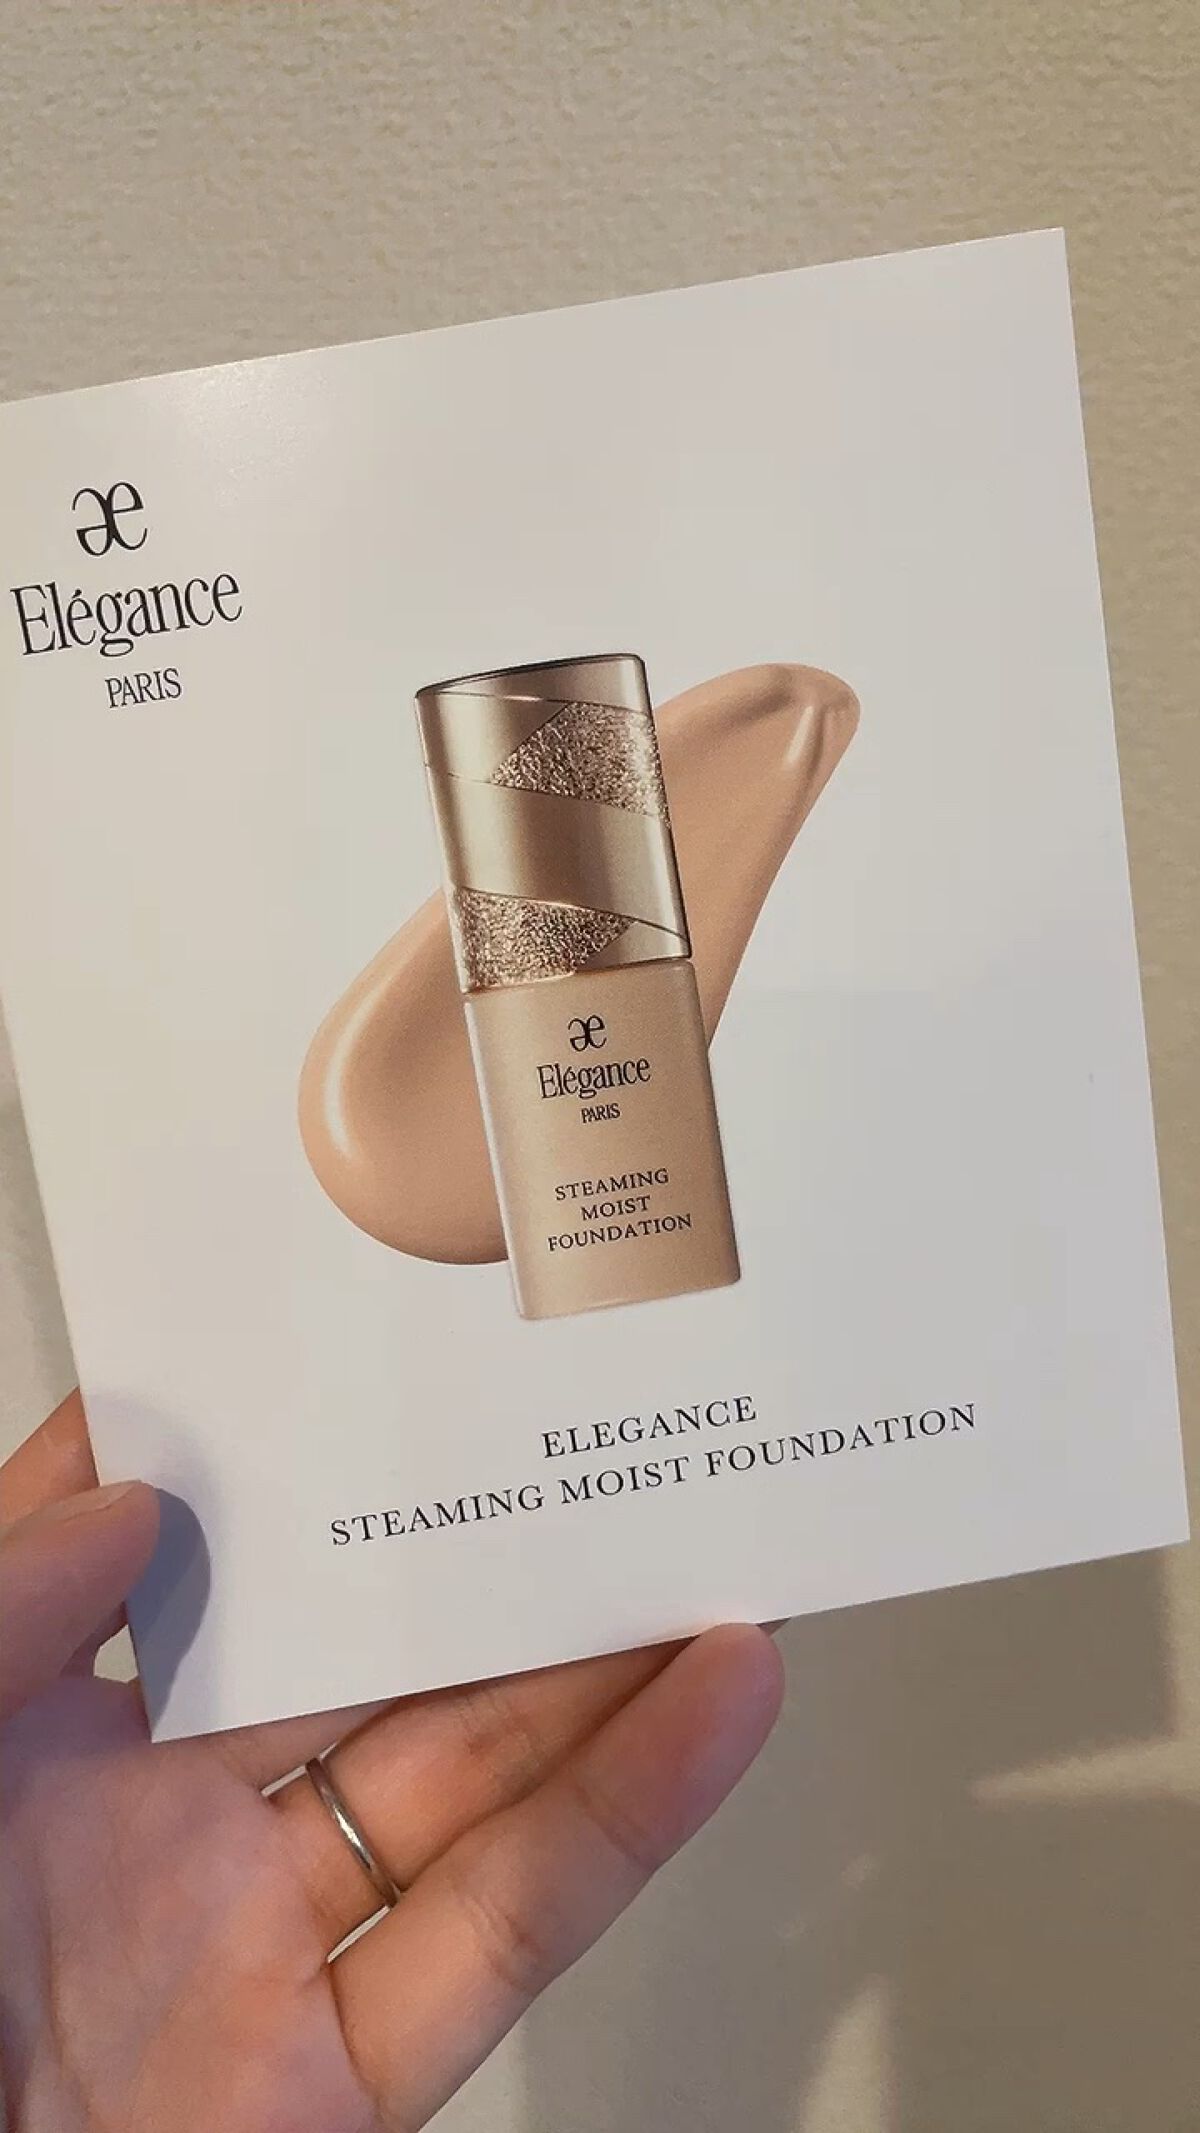 æ
Elégance
PARIS
æ
Elégance
PARIS
STEAMING
MOIST
FOUNDATION
ELEGANCE
STEAMING MOIST FOUNDATION